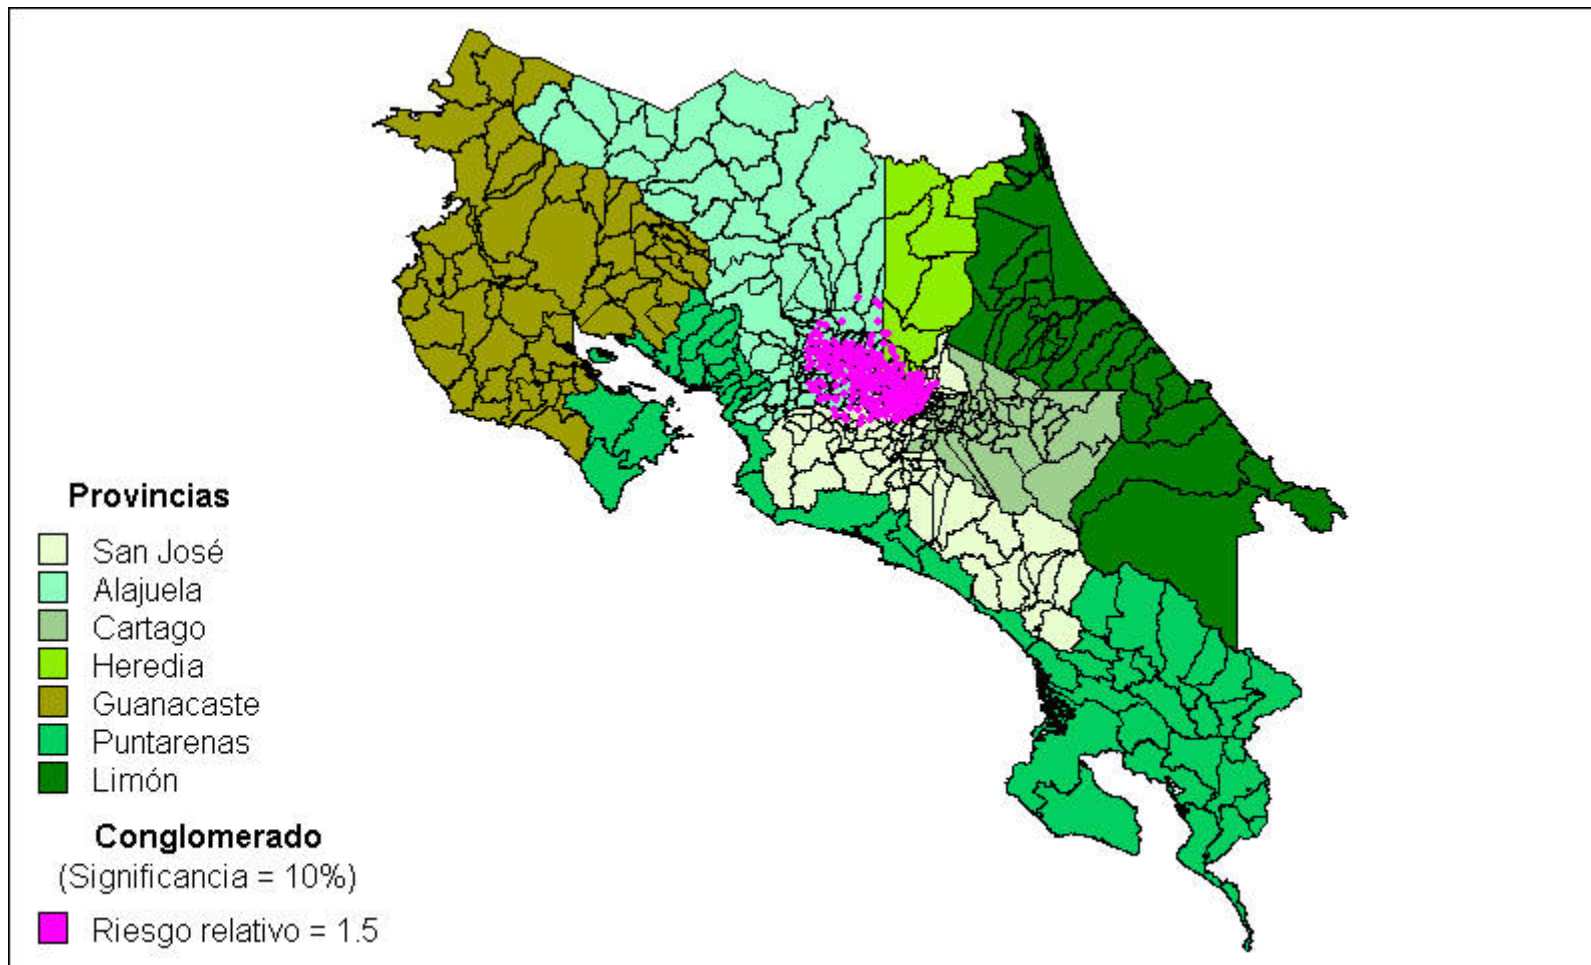 Provincias
San José
Alajuela
Cartago
Heredia
Guanacaste
Puntarenas
Limón
Conglomerado
(Significancia = 10%)
Riesgo relativo = 1.5